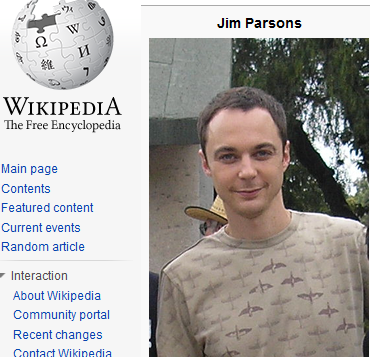 Ω W И
維
WIKIPEDIA
The Free Encyclopedia
Main page
Contents
Featured content
Current events
Random article
Interaction
About Wikipedia
Community portal
Recent changes
Contact Wikipedia
Jim Parsons